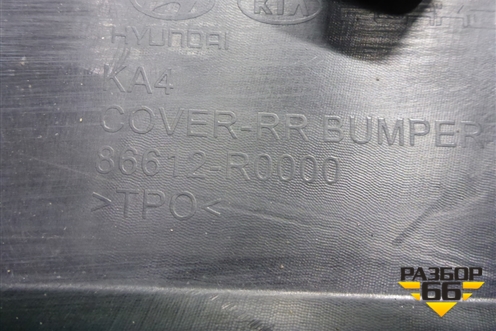 KIA
HYUNDAI
KA4
COVER-RR BUMPER
86612-R0000
>TPO<
РАЗБОР
66